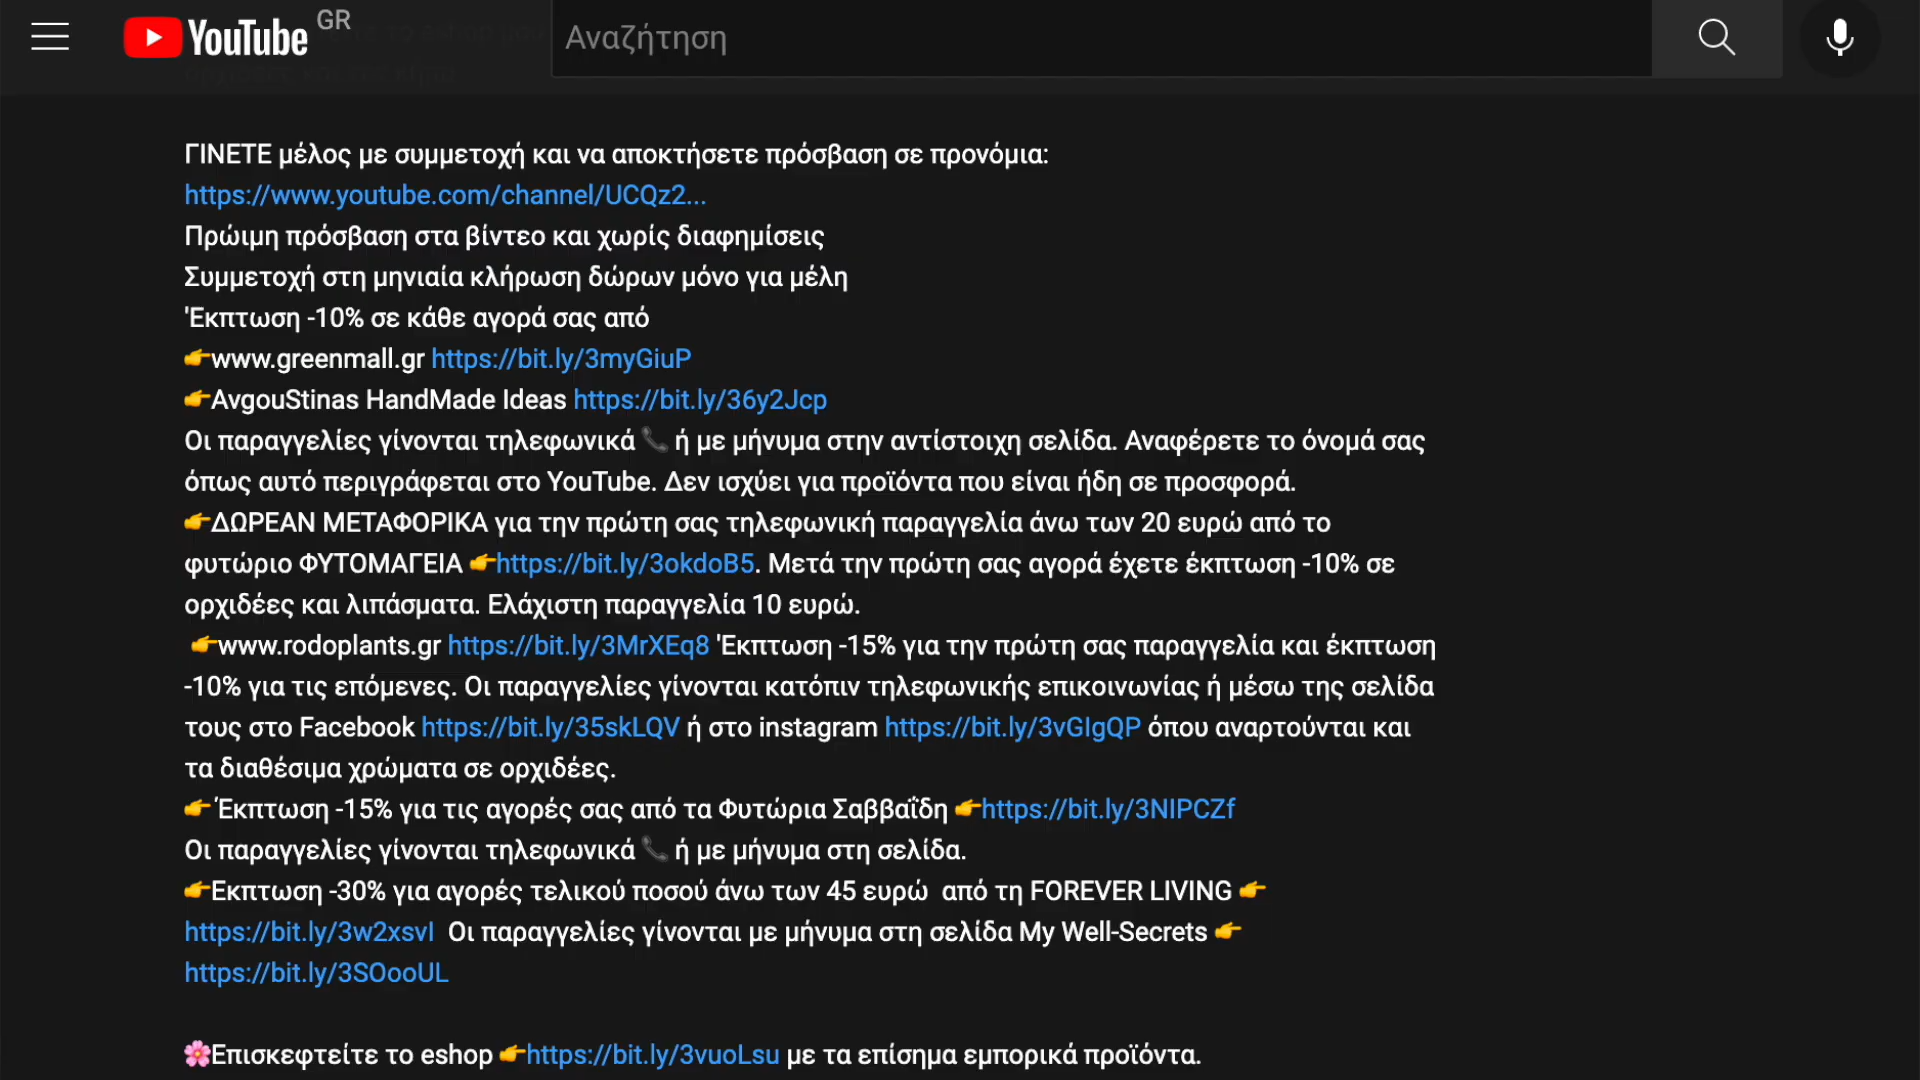 YouTube GR
Αναζήτηση
ΓΙΝΕΤΕ μέλος με συμμετοχή και να αποκτήσετε πρόσβαση σε προνόμια:
https://www.youtube.com/channel/UCQz2...
Πρώιμη πρόσβαση στα βίντεο και χωρίς διαφημίσεις
Συμμετοχή στη μηνιαία κλήρωση δώρων μόνο για μέλη
'Εκπτωση -10% σε κάθε αγορά σας από
👉www.greenmall.gr https://bit.ly/3myGiuP
👉AvgouStinas HandMade Ideas https://bit.ly/36y2Jcp
Οι παραγγελίες γίνονται τηλεφωνικά 📞 ή με μήνυμα στην αντίστοιχη σελίδα. Αναφέρετε το όνομά σας
όπως αυτό περιγράφεται στο YouTube. Δεν ισχύει για προϊόντα που είναι ήδη σε προσφορά.
👉ΔΩΡΕΑΝ ΜΕΤΑΦΟΡΙΚΑ για την πρώτη σας τηλεφωνική παραγγελία άνω των 20 ευρώ από το
φυτώριο ΦΥΤΟΜΑΓΕΙΑ 👉https://bit.ly/3okdoB5. Μετά την πρώτη σας αγορά έχετε έκπτωση -10% σε
ορχιδέες και λιπάσματα. Ελάχιστη παραγγελία 10 ευρώ.
👉www.rodoplants.gr https://bit.ly/3MrXEq8 'Εκπτωση -15% για την πρώτη σας παραγγελία και έκπτωση
-10% για τις επόμενες. Οι παραγγελίες γίνονται κατόπιν τηλεφωνικής επικοινωνίας ή μέσω της σελίδα
τους στο Facebook https://bit.ly/35skLQV ή στο instagram https://bit.ly/3vGIgQP όπου αναρτούνται και
τα διαθέσιμα χρώματα σε ορχιδέες.
👉Έκπτωση -15% για τις αγορές σας από τα Φυτώρια Σαββαΐδη 👉https://bit.ly/3NIPCZf
Οι παραγγελίες γίνονται τηλεφωνικά 📞 ή με μήνυμα στη σελίδα.
👉Εκπτωση -30% για αγορές τελικού ποσού άνω των 45 ευρώ  από τη FOREVER LIVING 👉
https://bit.ly/3w2xsvI  Οι παραγγελίες γίνονται με μήνυμα στη σελίδα My Well-Secrets 👉
https://bit.ly/3SOooUL
🌸Επισκεφτείτε το eshop 👉https://bit.ly/3vuoLsu με τα επίσημα εμπορικά προϊόντα.